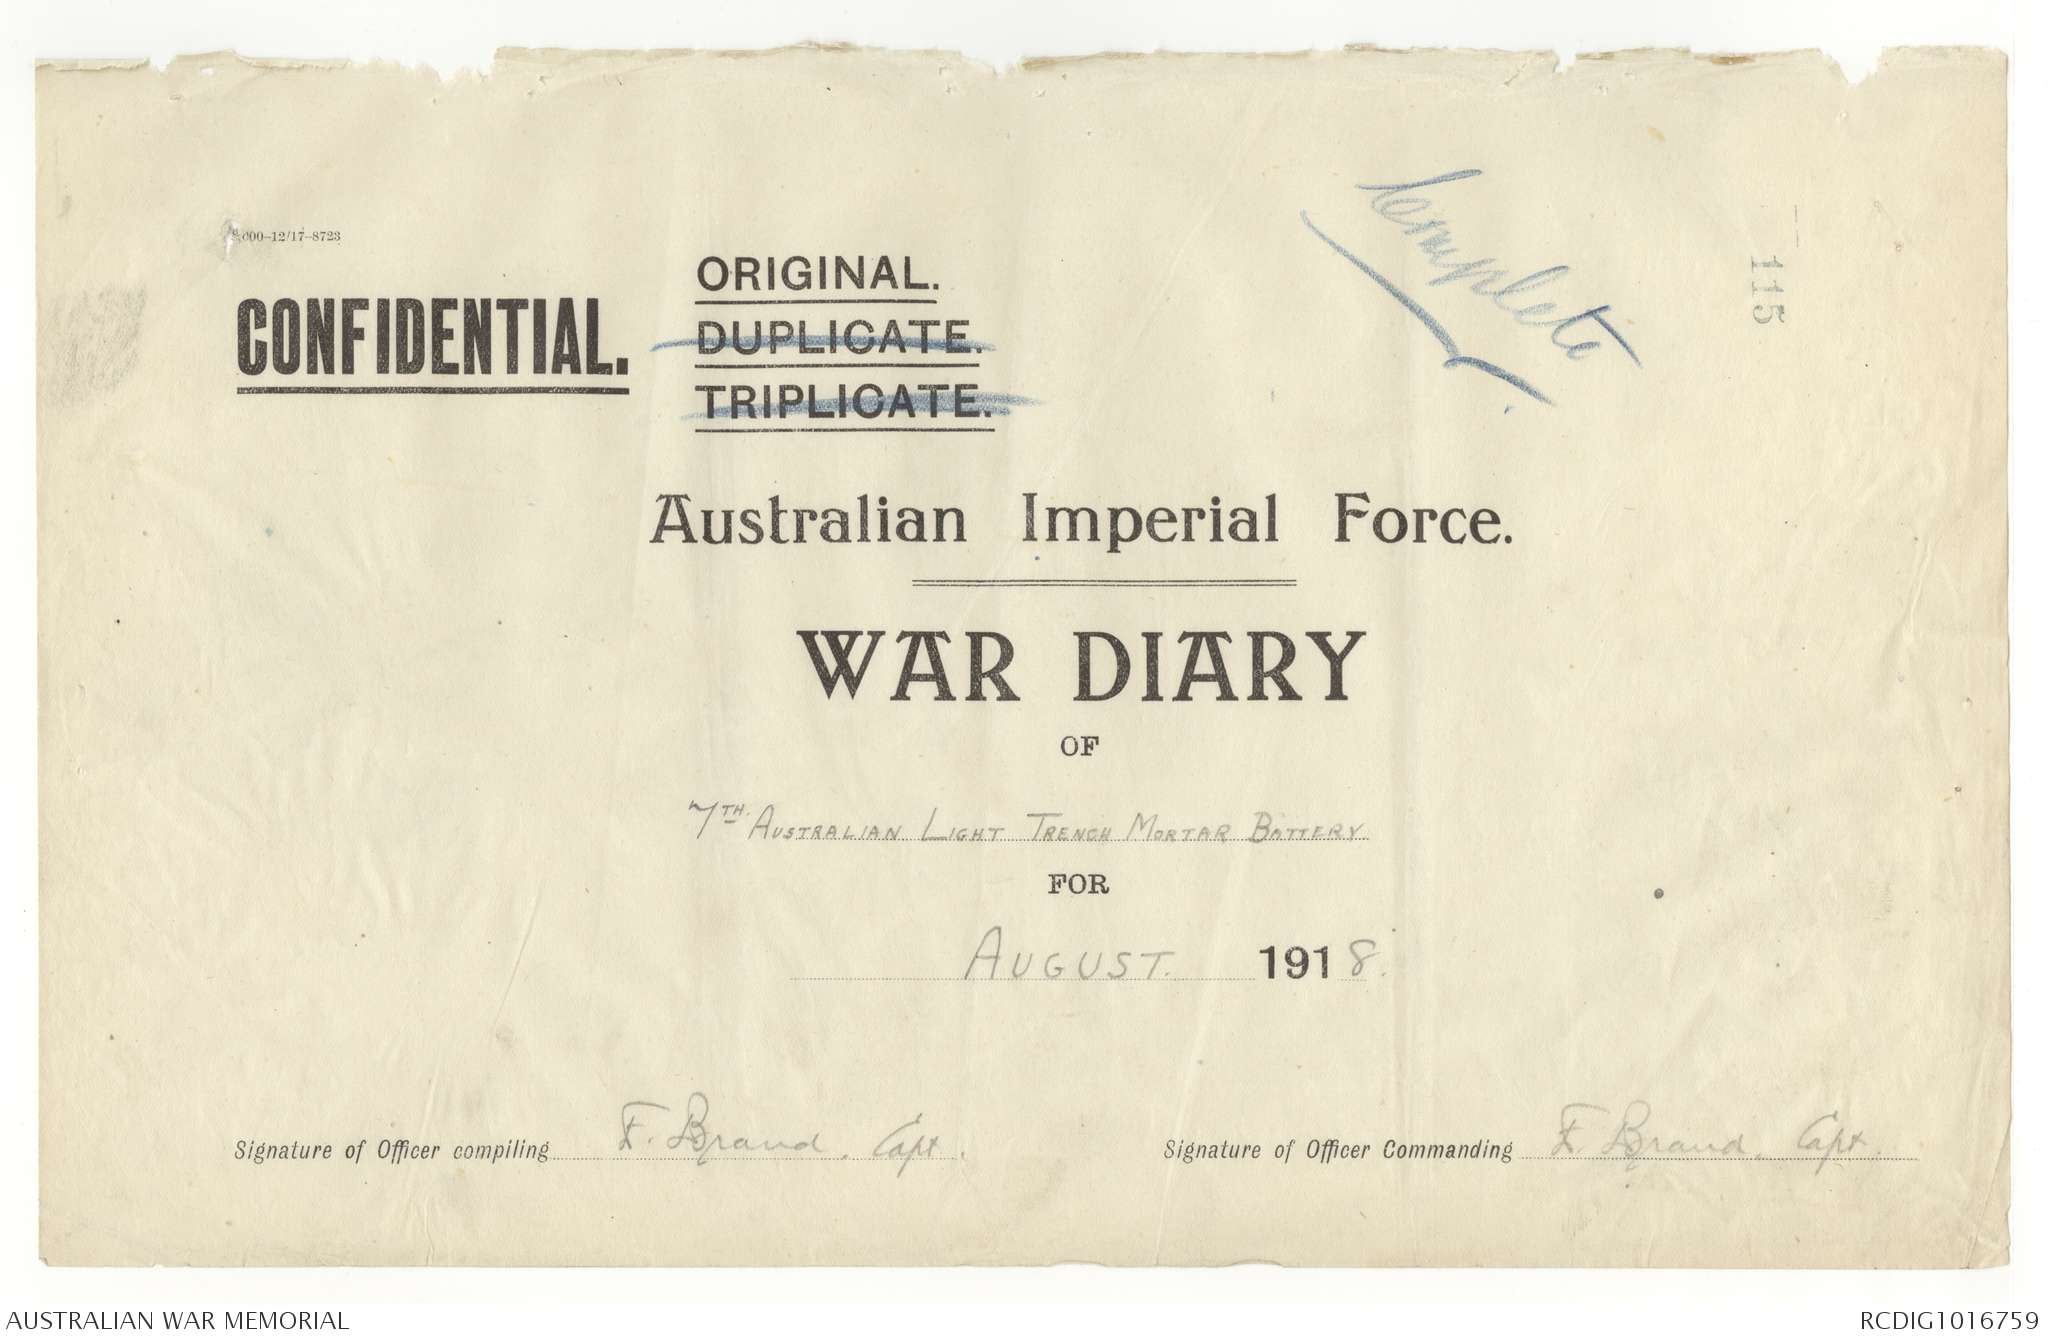 000-12/17-8723
CONFIDENTIAL.
ORIGINAL.
DUPLICATE.
TRIPLICATE.
Complete
115
Australian Imperial Force.
WAR DIARY
OF
7TH. AUSTRALIAN LIGHT TRENCH MORTAR BATTERY
FOR
AUGUST. 1918.
Signature of Officer compiling F. Brand. Capt.
Signature of Officer Commanding F. Brand. Capt.
AUSTRALIAN WAR MEMORIAL
RCDIG1016759